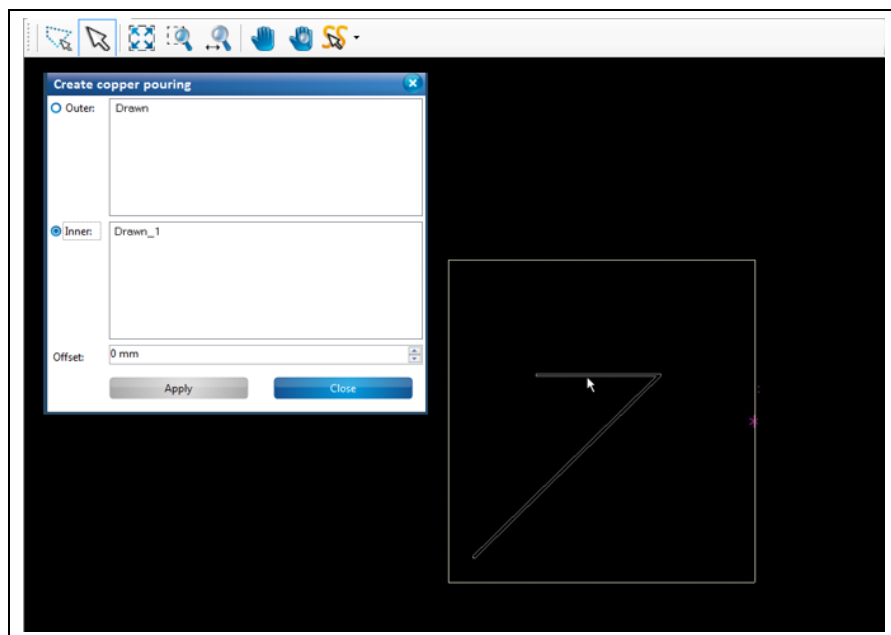 Create copper pouring
Outer:
Drawn
Inner:
Drawn_1
Offset:
0 mm
Apply
Close